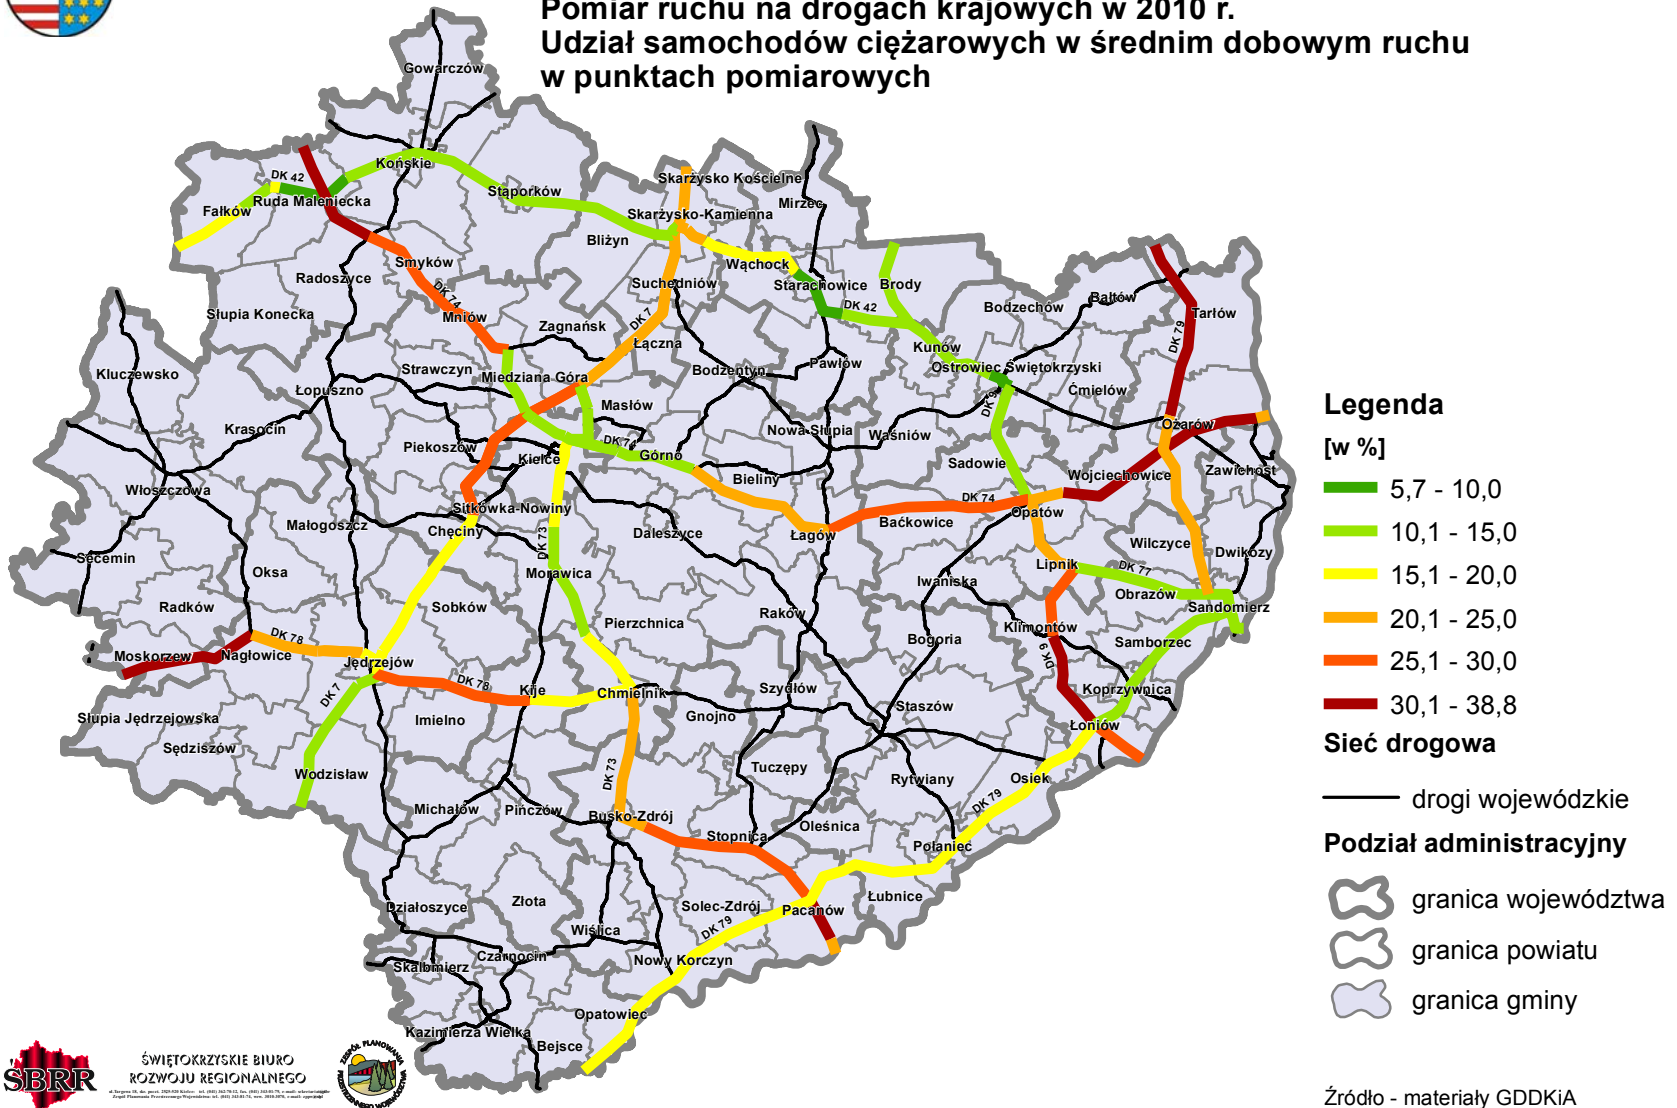 Pomiar ruchu na drogach krajowych w 2010 r.
Udział samochodów ciężarowych w średnim dobowym ruchu
w punktach pomiarowych
Gowarczów
Końskie
DK 42
Ruda Maleniecka
Fałków
Stąporków
Skarżysko Kościelne
Skarżysko-Kamienna
Mirzec
Bliżyn
Smyków
Radoszyce
Wąchock
Suchedniów
Starachowice
Brody
DK 42
Bodzechów
Bałtów
Tarłów
DK 74
Mniów
Słupia Konecka
Zagnańsk
DK 7
Łączna
Kunów
DK 79
Kluczewsko
Strawczyn
Miedziana Góra
Bodzentyn
Pawłów
Ostrowiec Świętokrzyski
Ćmielów
Łopuszno
Masłów
DK 9
Krasocin
Piekoszów
DK 74
Nowa Słupia
Waśniów
Ożarów
Kielce
Górno
Sadowie
Wojciechowice
Zawichost
Bieliny
Włoszczowa
Sitkówka-Nowiny
DK 74
Opatów
Małogoszcz
Chęciny
DK 73
Daleszyce
Łagów
Baćkowice
Wilczyce
Dwikozy
Secemin
Oksa
Morawica
Lipnik
DK 77
Iwaniska
Obrazów
Radków
Sobków
Pierzchnica
Raków
Sandomierz
Klimontów
Bogoria
Samborzec
DK 78
Moskorzew
Nagłowice
Jędrzejów
DK 9
DK 7
DK 78
Kije
Chmielnik
Szydłów
Koprzywnica
Staszów
Słupia Jędrzejowska
Imielno
Gnojno
Łoniów
Sędziszów
Wodzisław
DK 73
Tuczępy
Rytwiany
Osiek
DK 79
Michałów
Pińczów
Busko-Zdrój
Stopnica
Oleśnica
Połaniec
Działoszyce
Złota
Solec-Zdrój
Pacanów
Łubnice
Wiślica
DK 79
Czarnocin
Skalbmierz
Nowy Korczyn
Opatowiec
Kazimierza Wielka
Bejsce
Legenda
[w %]
5,7 - 10,0
10,1 - 15,0
15,1 - 20,0
20,1 - 25,0
25,1 - 30,0
30,1 - 38,8
Sieć drogowa
drogi wojewódzkie
Podział administracyjny
granica województwa
granica powiatu
granica gminy
Źródło - materiały GDDKiA
ŚBRR
ŚWIĘTOKRZYSKIE BIURO
ROZWOJU REGIONALNEGO
ZESPÓŁ PLANOWANIA
PRZESTRZENNEGO WOJEWÓDZTWA